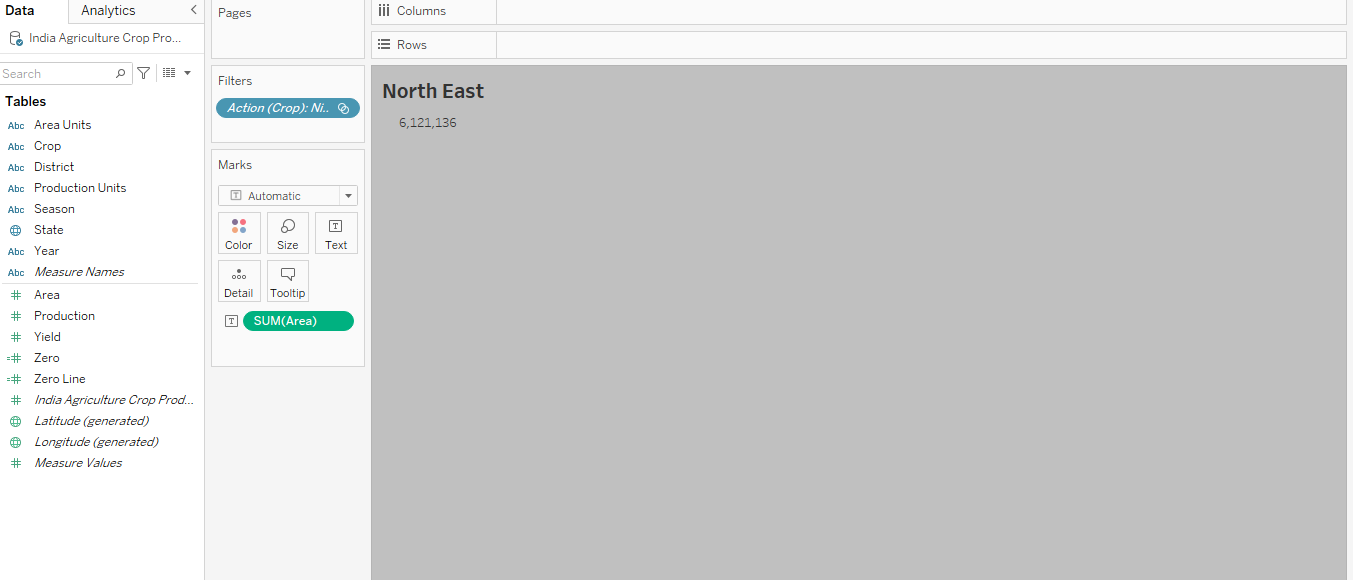 Data
Analytics
India Agriculture Crop Pro...
Search
Tables
Abc Area Units
Abc Crop
Abc District
Abc Production Units
Abc Season
State
Abc Year
Abc Measure Names
# Area
# Production
# Yield
=# Zero
=# Zero Line
# India Agriculture Crop Prod...
Latitude (generated)
Longitude (generated)
# Measure Values
Pages
Filters
Action (Crop): Ni..
Marks
T Automatic
Color
Size
T Text
Detail
Tooltip
T SUM(Area)
Columns
Rows
North East
6,121,136